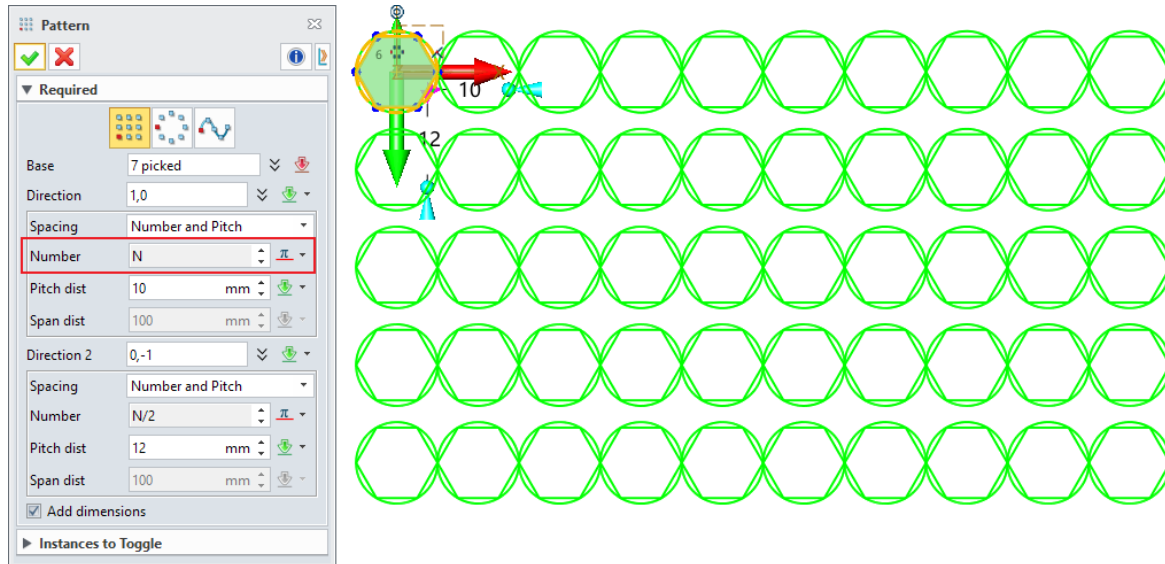 Pattern
Required
Base 7 picked
Direction 1,0
Spacing Number and Pitch
Number N π
Pitch dist 10 mm
Span dist 100 mm
Direction 2 0,-1
Spacing Number and Pitch
Number N/2 π
Pitch dist 12 mm
Span dist 100 mm
Add dimensions
Instances to Toggle
6
10
12